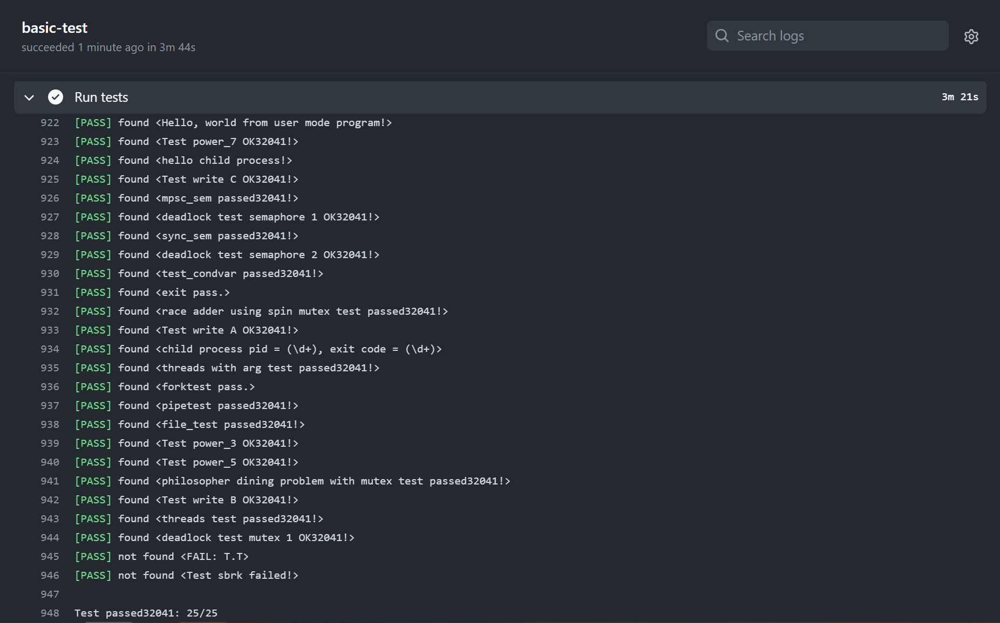 basic-test
succeeded 1 minute ago in 3m 44s
Search logs
Run tests 3m 21s
922 [PASS] found <Hello, world from user mode program!>
923 [PASS] found <Test power_7 OK32041!>
924 [PASS] found <hello child process!>
925 [PASS] found <Test write C OK32041!>
926 [PASS] found <mpsc_sem passed32041!>
927 [PASS] found <deadlock test semaphore 1 OK32041!>
928 [PASS] found <sync_sem passed32041!>
929 [PASS] found <deadlock test semaphore 2 OK32041!>
930 [PASS] found <test_condvar passed32041!>
931 [PASS] found <exit pass.>
932 [PASS] found <race adder using spin mutex test passed32041!>
933 [PASS] found <Test write A OK32041!>
934 [PASS] found <child process pid = (\d+), exit code = (\d+)>
935 [PASS] found <threads with arg test passed32041!>
936 [PASS] found <forktest pass.>
937 [PASS] found <pipetest passed32041!>
938 [PASS] found <file_test passed32041!>
939 [PASS] found <Test power_3 OK32041!>
940 [PASS] found <Test power_5 OK32041!>
941 [PASS] found <philosopher dining problem with mutex test passed32041!>
942 [PASS] found <Test write B OK32041!>
943 [PASS] found <threads test passed32041!>
944 [PASS] found <deadlock test mutex 1 OK32041!>
945 [PASS] not found <FAIL: T.T>
946 [PASS] not found <Test sbrk failed!>
947
948 Test passed32041: 25/25